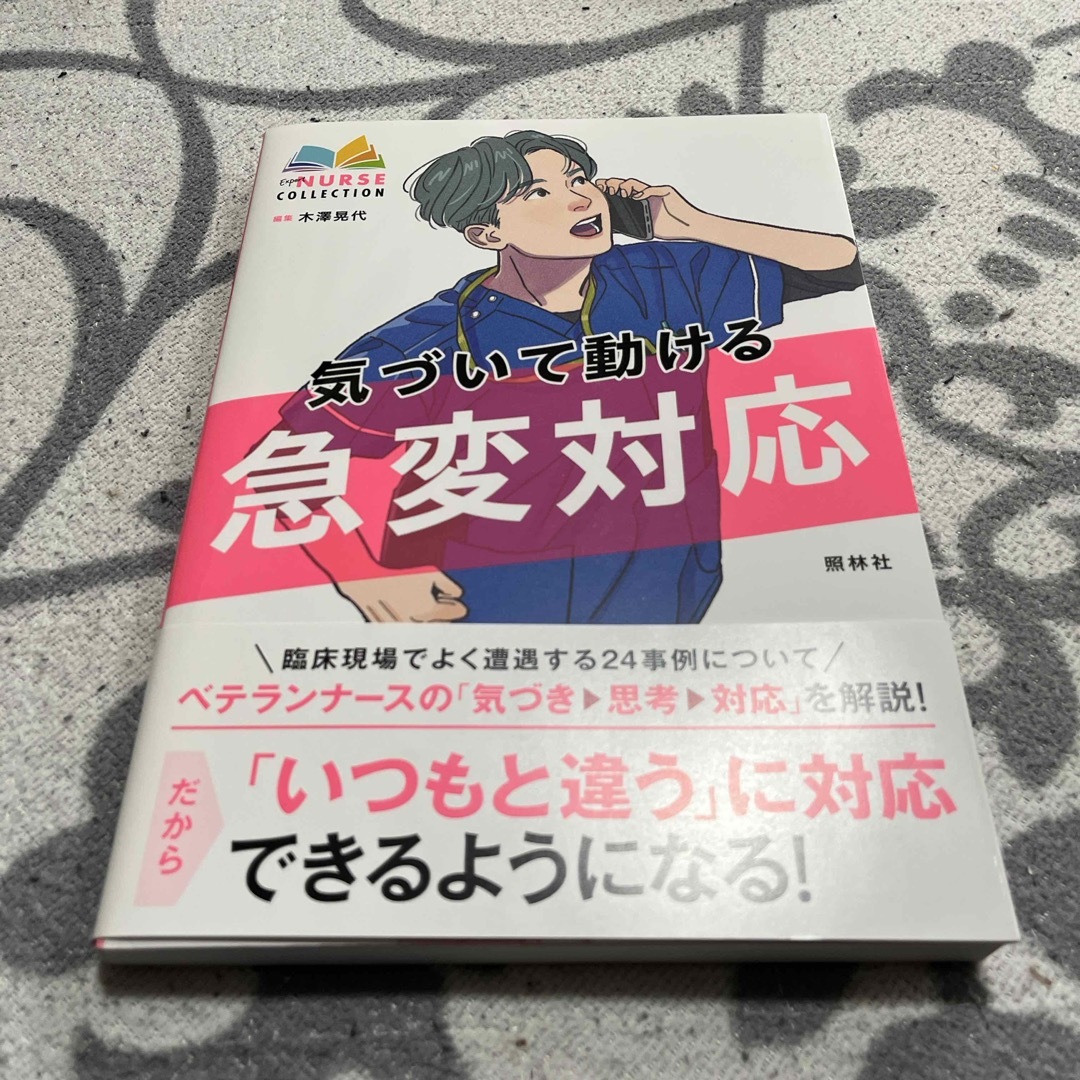 Expert NURSE
COLLECTION
編集 木澤晃代
気づいて動ける
急変対応
照林社
\臨床現場でよく遭遇する24事例について/
ベテランナースの「気づき▶思考▶対応」を解説!
だから
「いつもと違う」に対応
できるようになる!